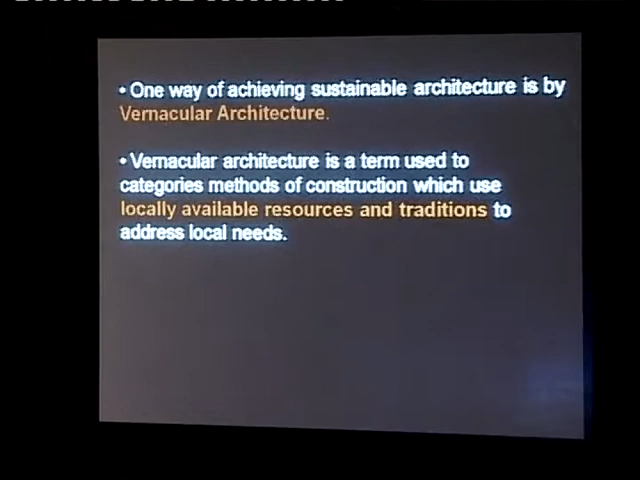 • One way of achieving sustainable architecture is by
Vernacular Architecture.
• Vernacular architecture is a term used to
categories methods of construction which use
locally available resources and traditions to
address local needs.